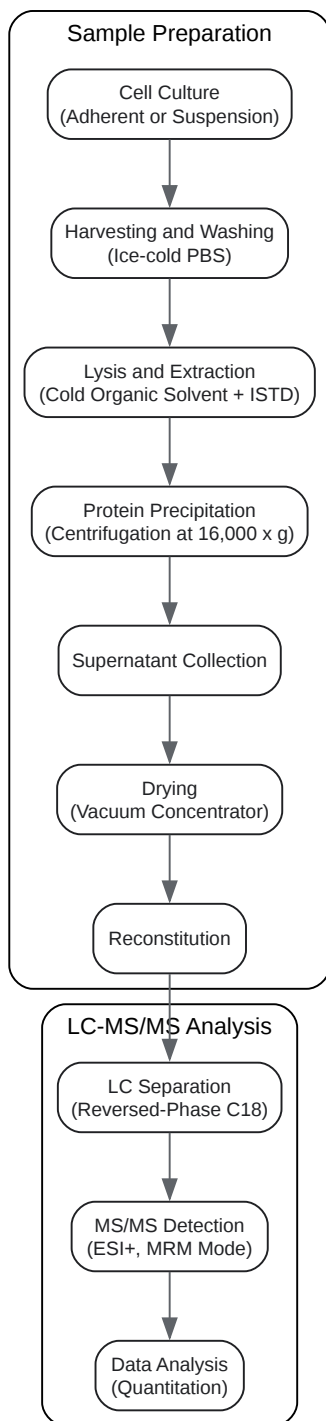 Sample Preparation
Cell Culture
(Adherent or Suspension)
Harvesting and Washing
(Ice-cold PBS)
Lysis and Extraction
(Cold Organic Solvent + ISTD)
Protein Precipitation
(Centrifugation at 16,000 x g)
Supernatant Collection
Drying
(Vacuum Concentrator)
Reconstitution
LC-MS/MS Analysis
LC Separation
(Reversed-Phase C18)
MS/MS Detection
(ESI+, MRM Mode)
Data Analysis
(Quantitation)